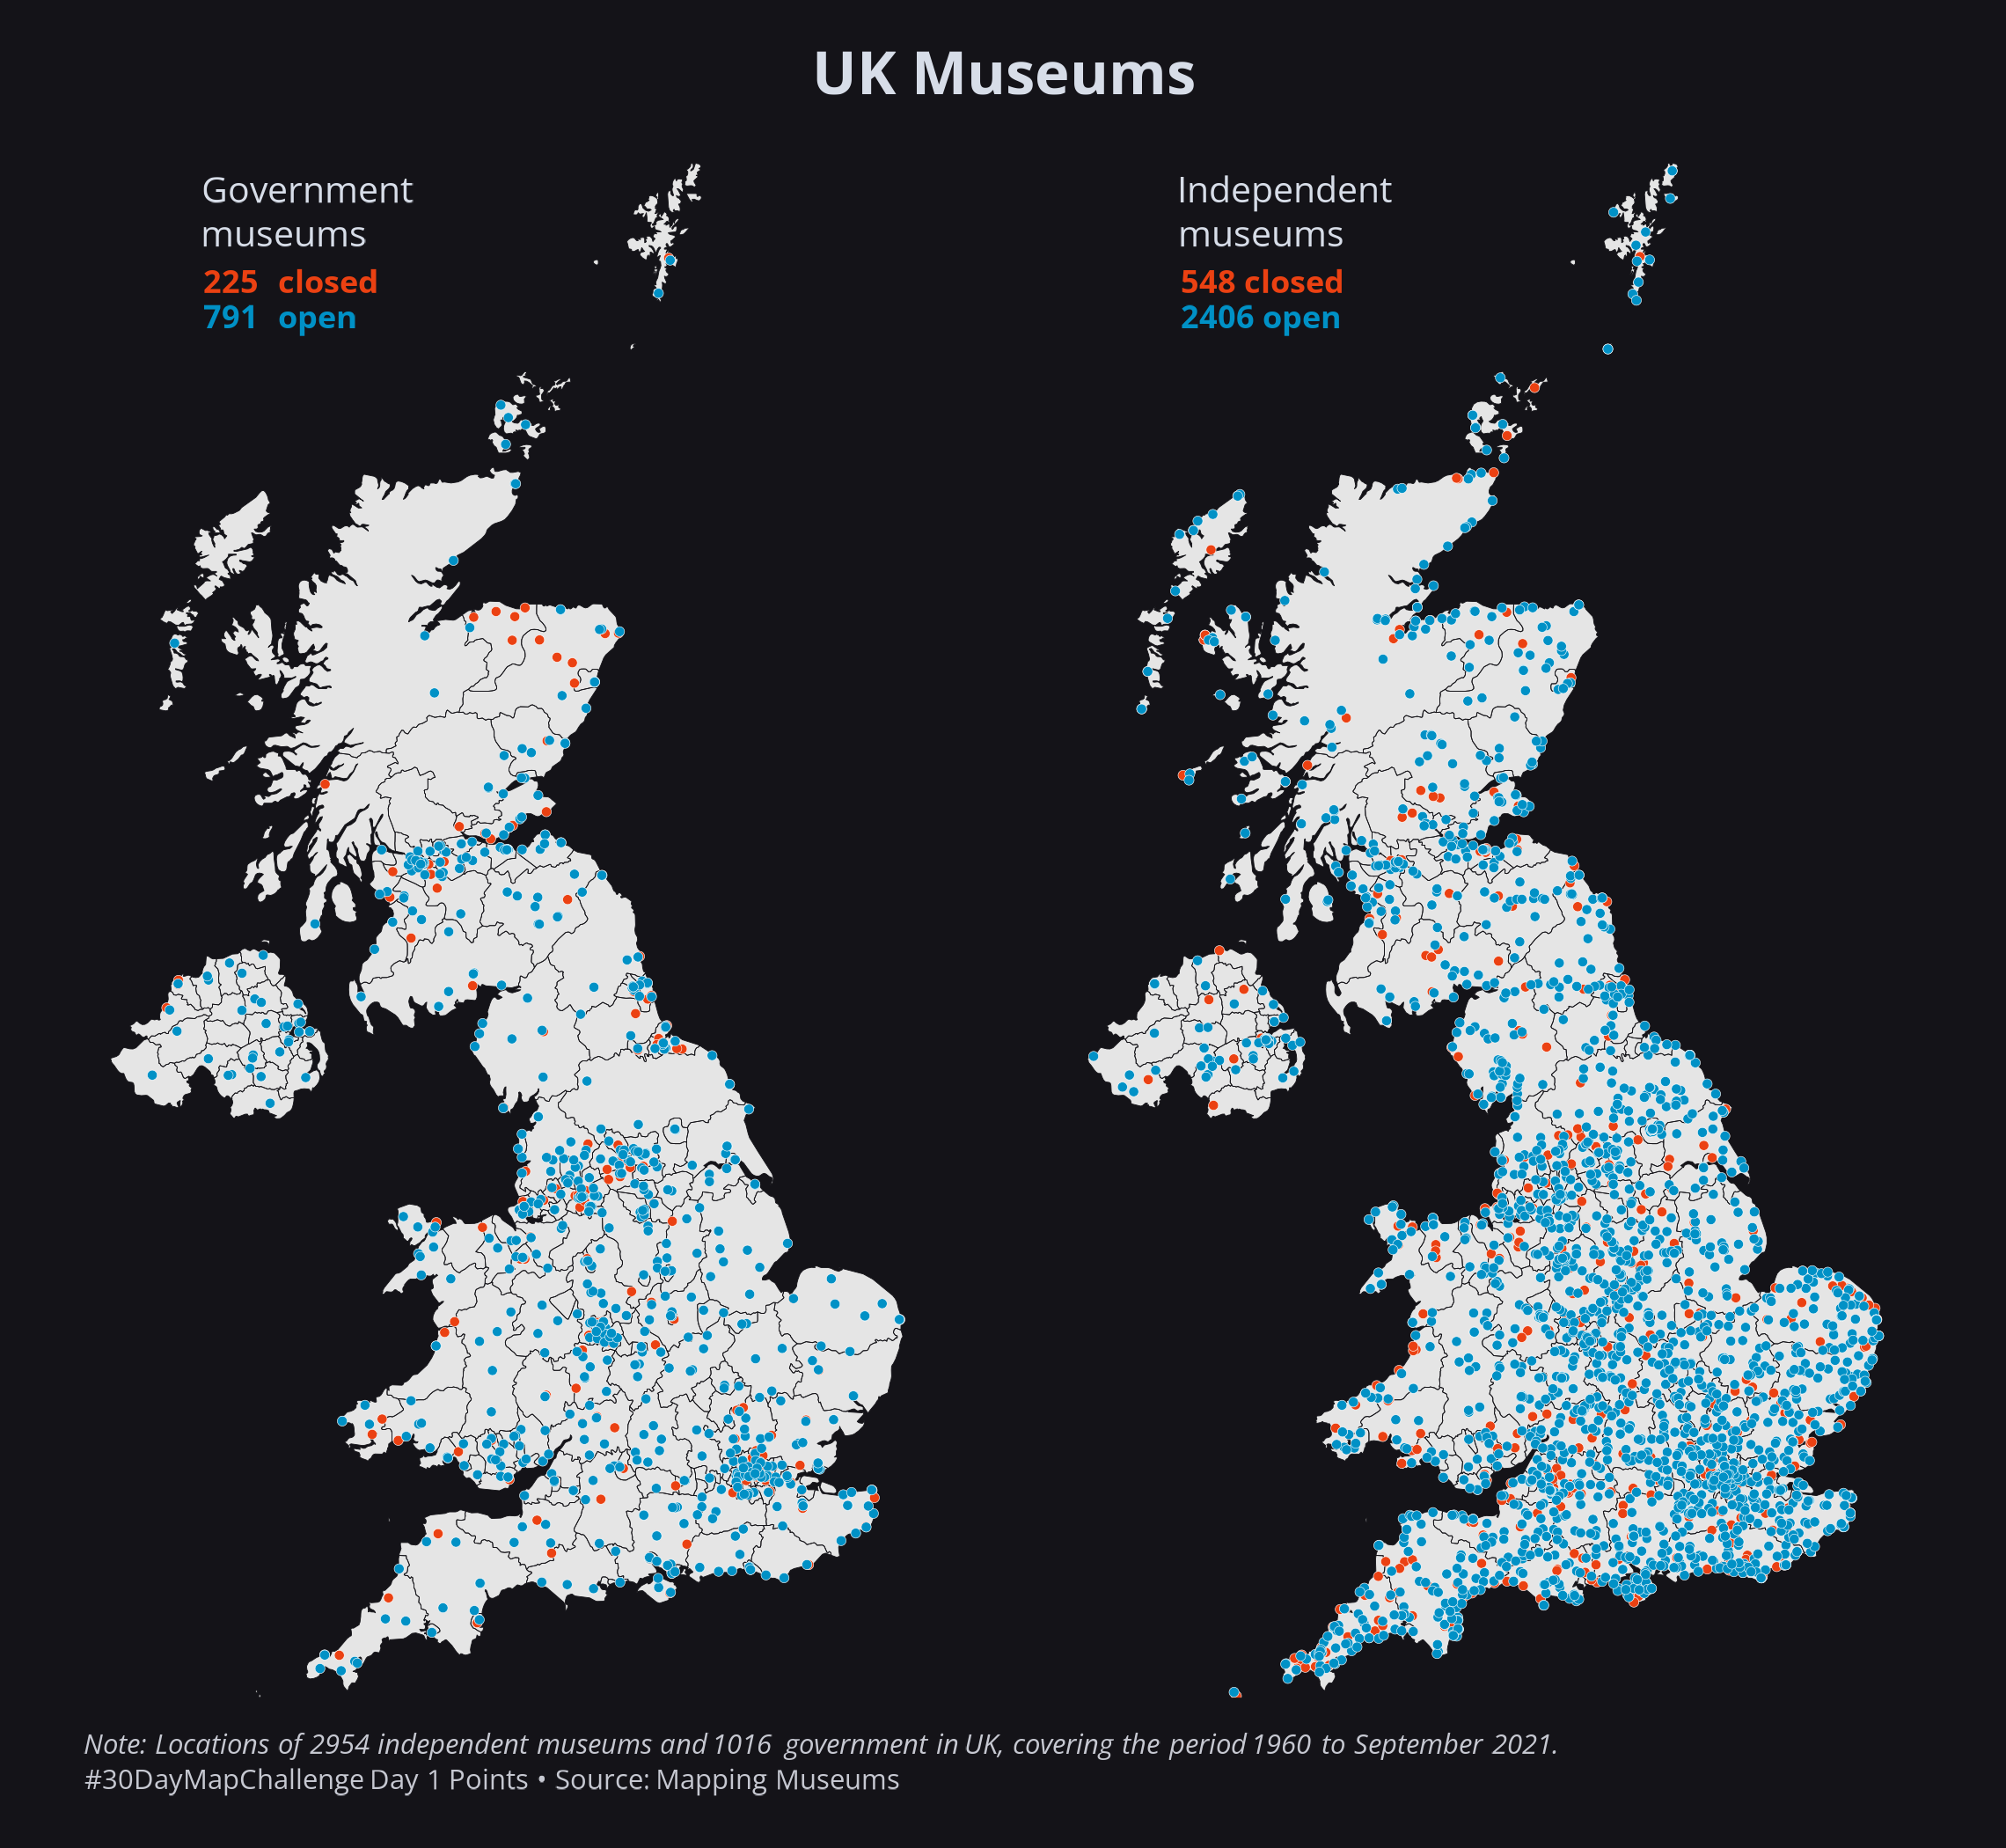 UK Museums
Government
museums
225 closed
791 open
Independent
museums
548 closed
2406 open
Note: Locations of 2954 independent museums and 1016 government in UK, covering the period 1960 to September 2021.
#30DayMapChallenge Day 1 Points • Source: Mapping Museums